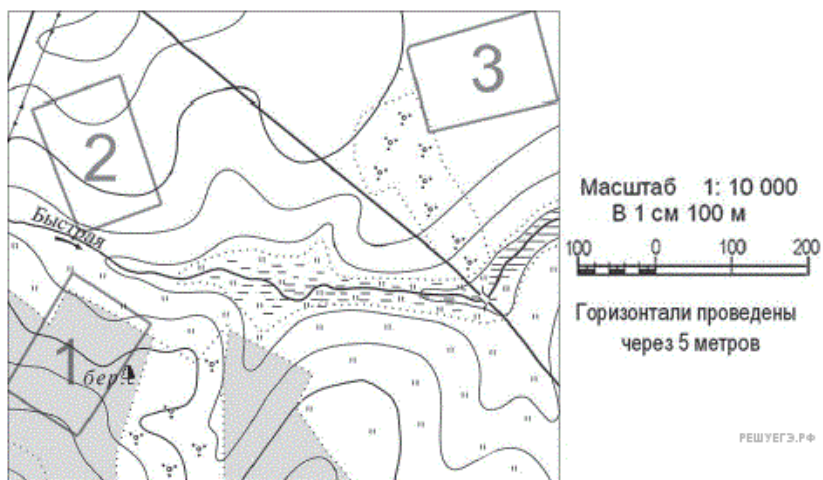 3
2
Быстрая
1
бер.
Масштаб 1: 10 000
В 1 см 100 м
100 0 100 200
Горизонтали проведены
через 5 метров
РЕШУЕГЭ.РФ